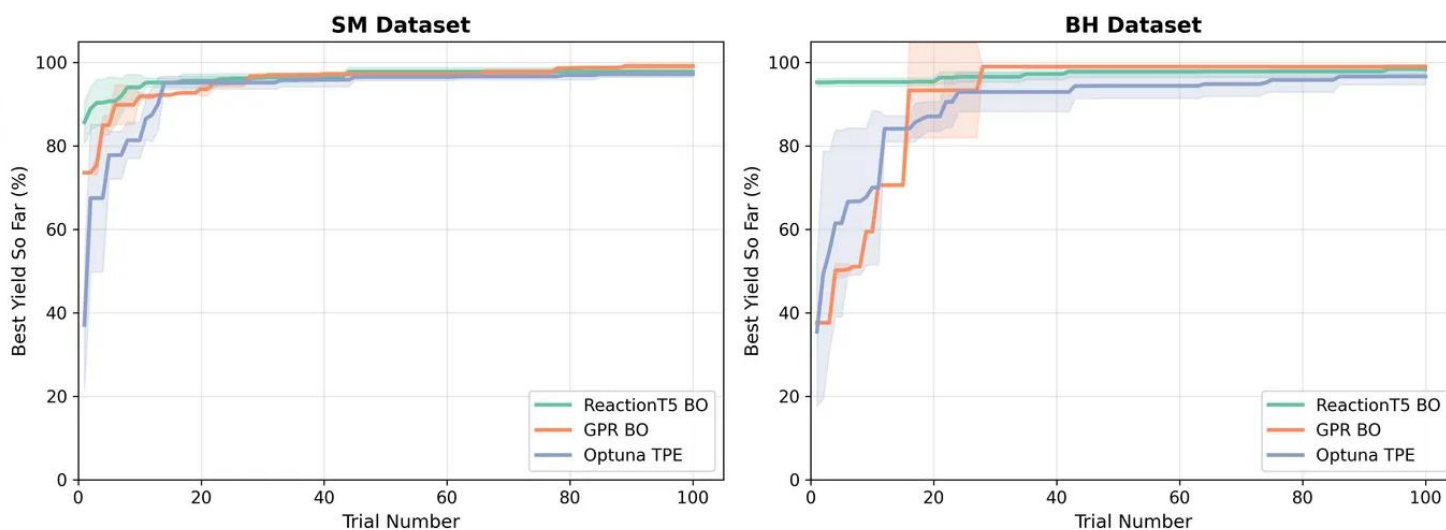 SM Dataset
100
80
60
40
20
0
Best Yield So Far (%)
0 20 40 60 80 100
Trial Number
ReactionT5 BO
GPR BO
Optuna TPE
BH Dataset
100
80
60
40
20
0
Best Yield So Far (%)
0 20 40 60 80 100
Trial Number
ReactionT5 BO
GPR BO
Optuna TPE